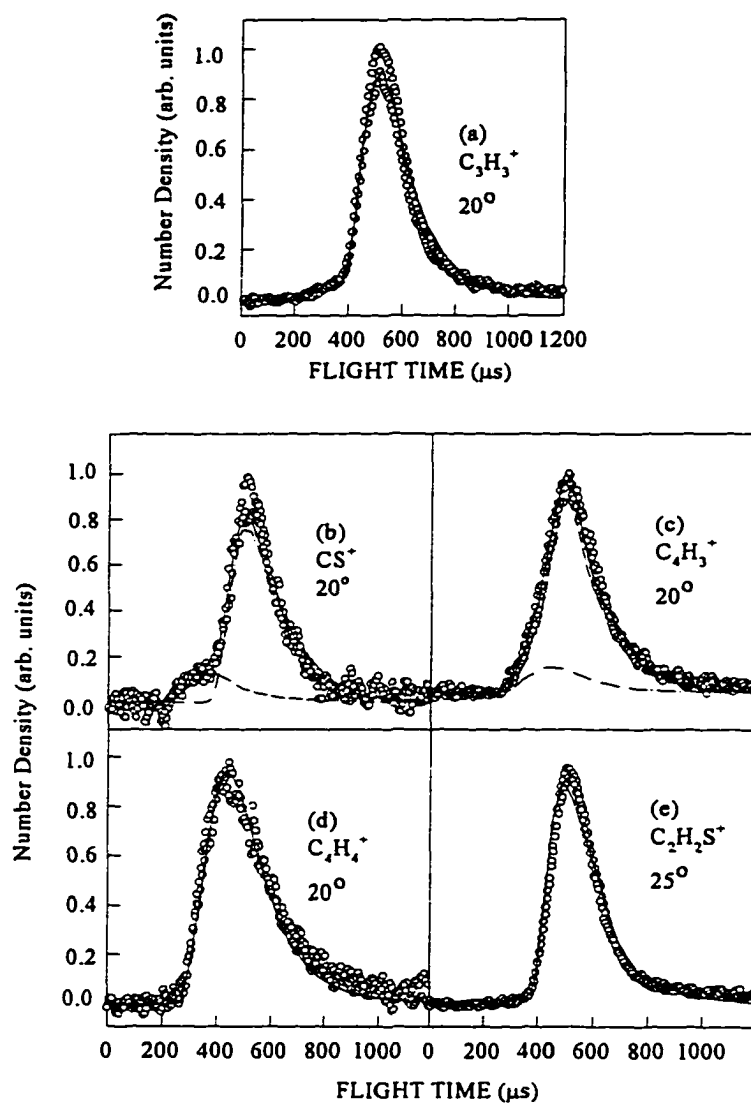 Number Density (arb. units)
1.0
0.8
0.6
0.4
0.2
0.0
(a)
C₃H₃⁺
20°
0 200 400 600 800 1000 1200
FLIGHT TIME (μs)
Number Density (arb. units)
1.0
0.8
0.6
0.4
0.2
0.0
(b)
CS⁺
20°
(c)
C₄H₃⁺
20°
1.0
0.8
0.6
0.4
0.2
0.0
(d)
C₄H₄⁺
20°
(e)
C₂H₂S⁺
25°
0 200 400 600 800 1000 0 200 400 600 800 1000 1200
FLIGHT TIME (μs)